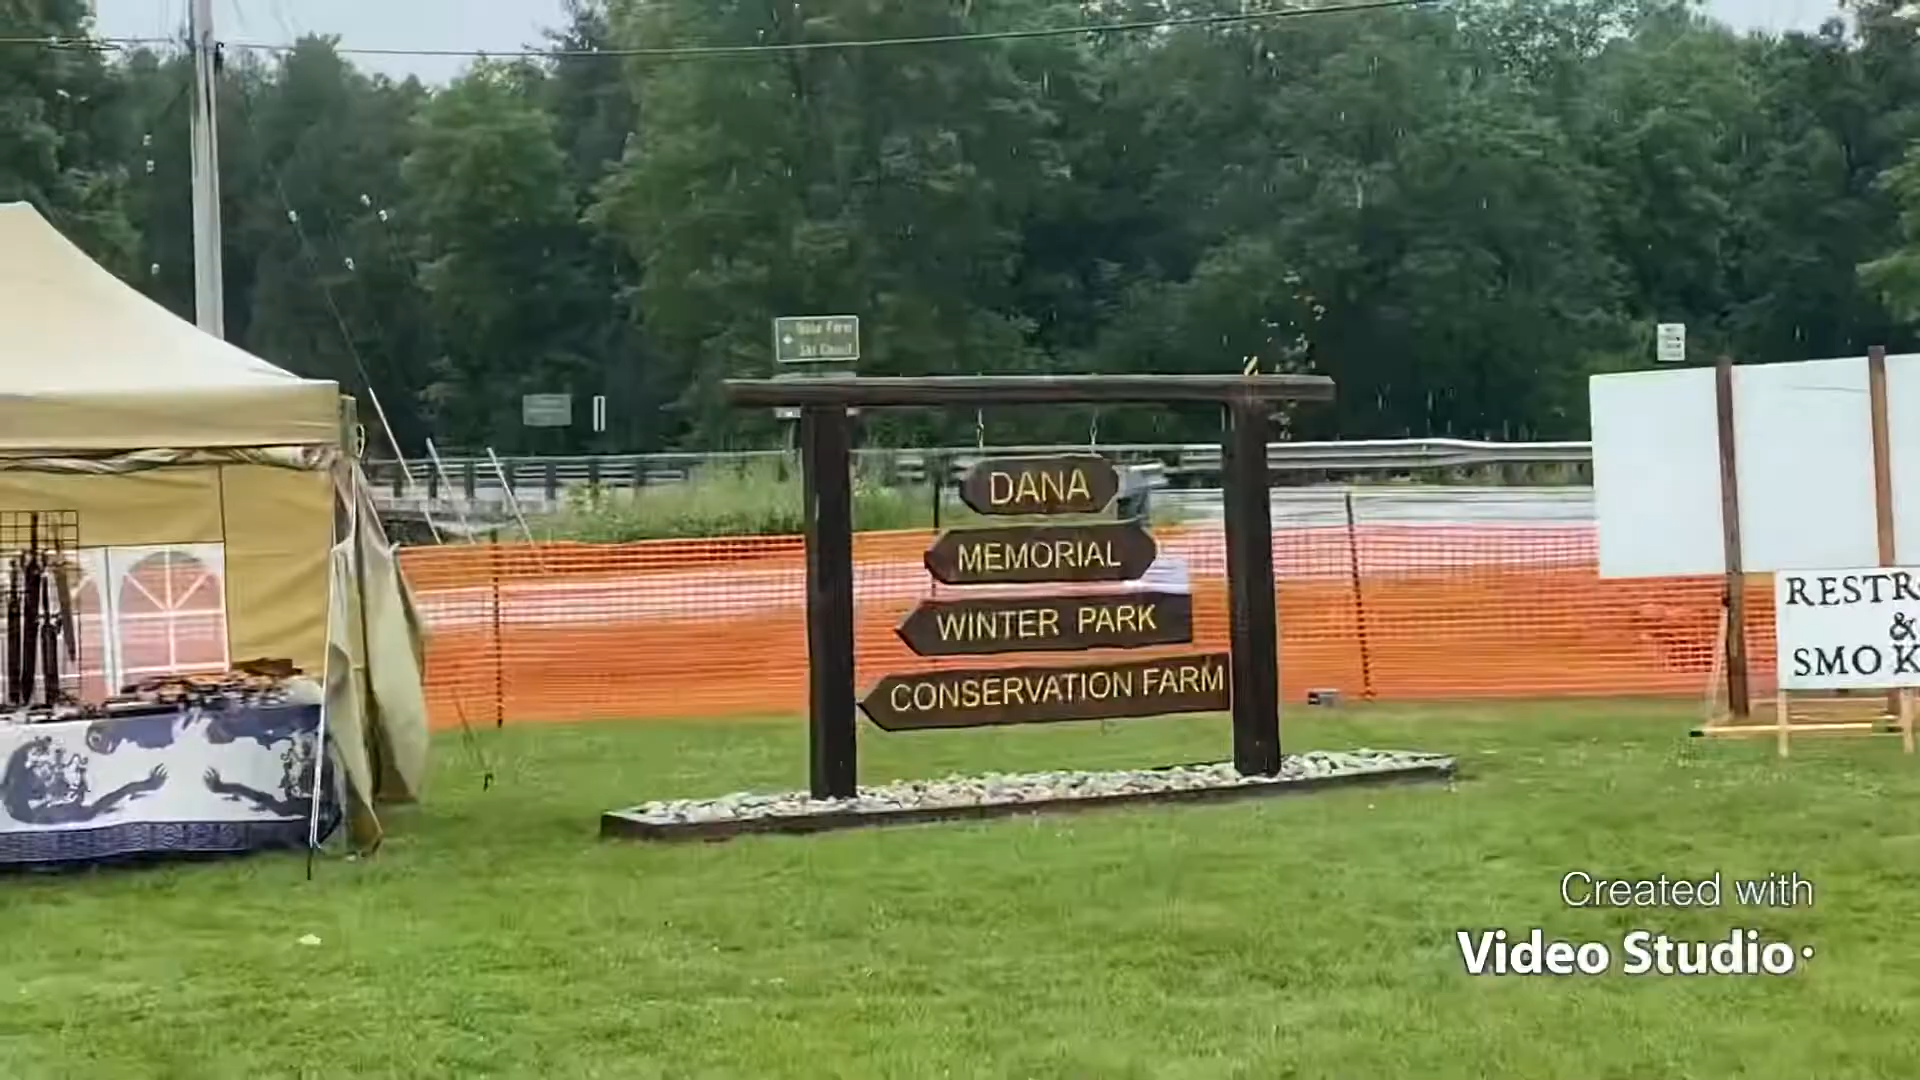 DANA
MEMORIAL
WINTER PARK
CONSERVATION FARM
RESTR
&
SMOK
Created with
Video Studio